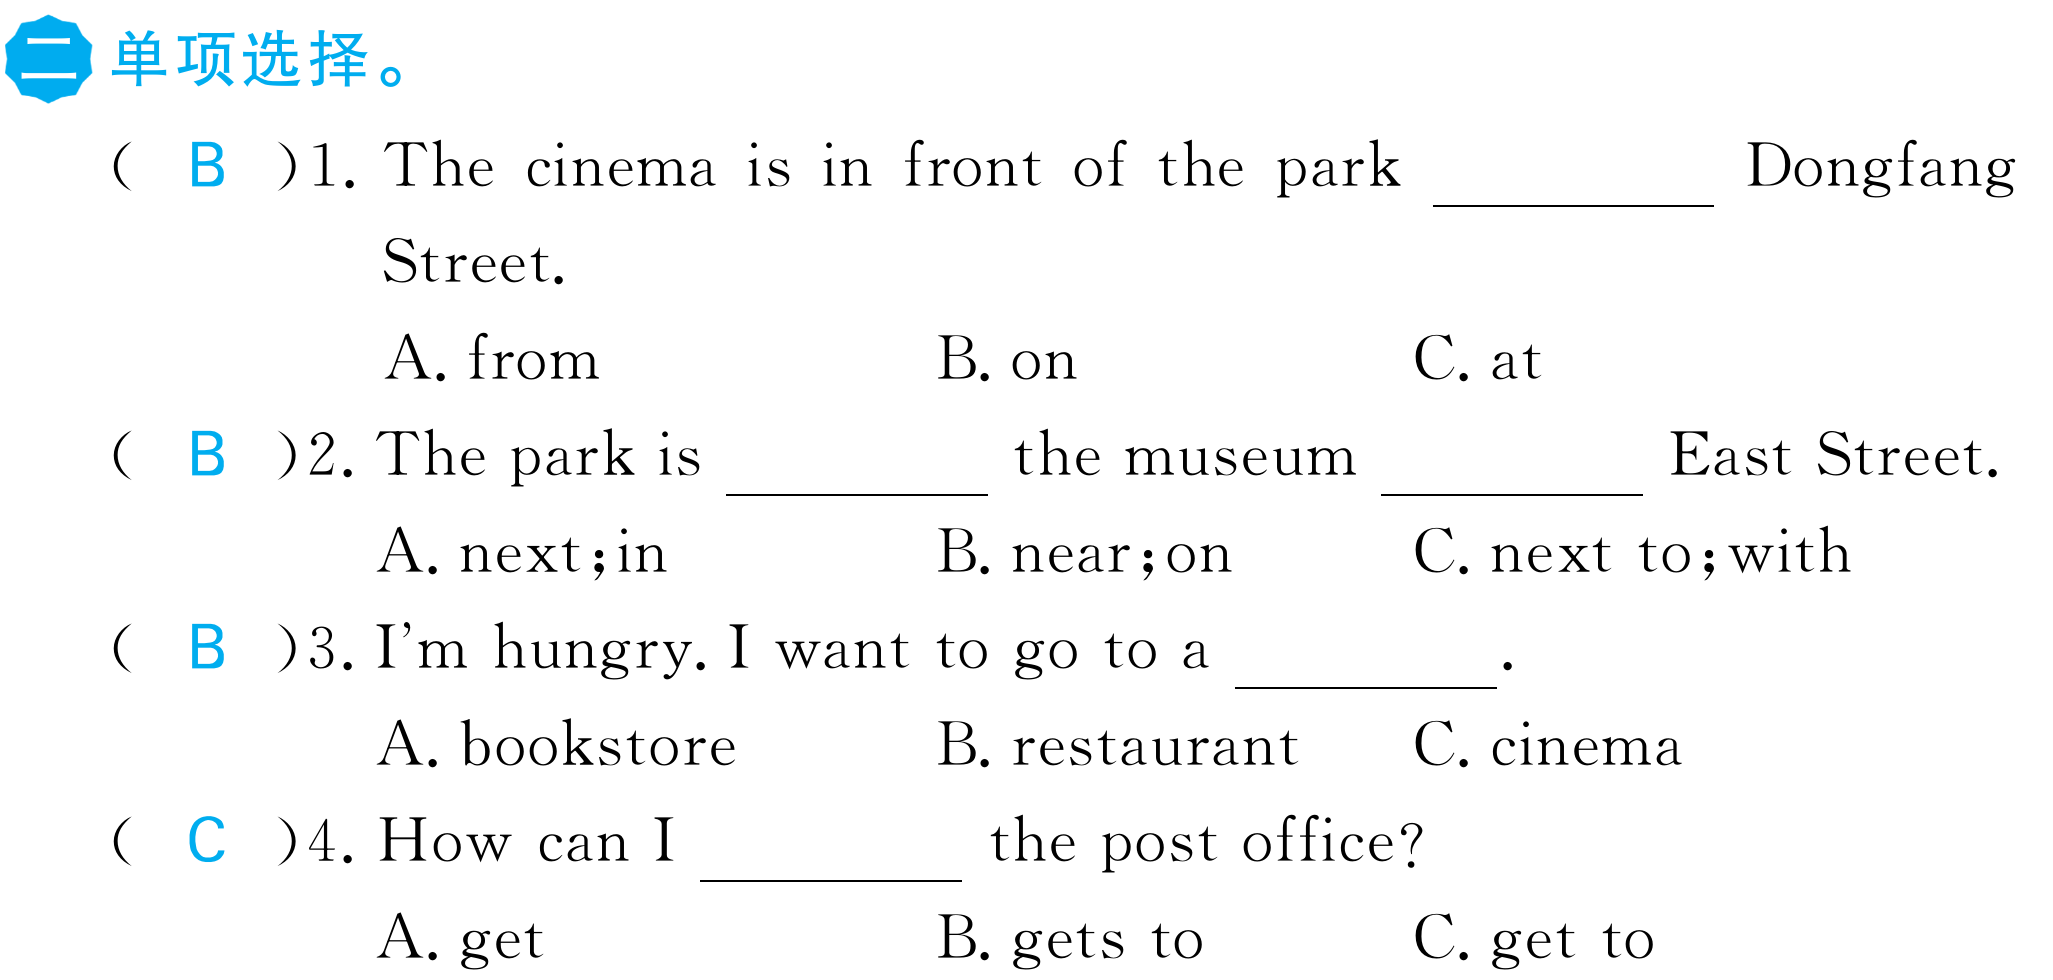 二 单项选择。
( B )1. The cinema is in front of the park ________ Dongfang
Street.
A. from B. on C. at
( B )2. The park is ________ the museum ________ East Street.
A. next;in B. near;on C. next to;with
( B )3. I'm hungry. I want to go to a ________.
A. bookstore B. restaurant C. cinema
( C )4. How can I ________ the post office?
A. get B. gets to C. get to